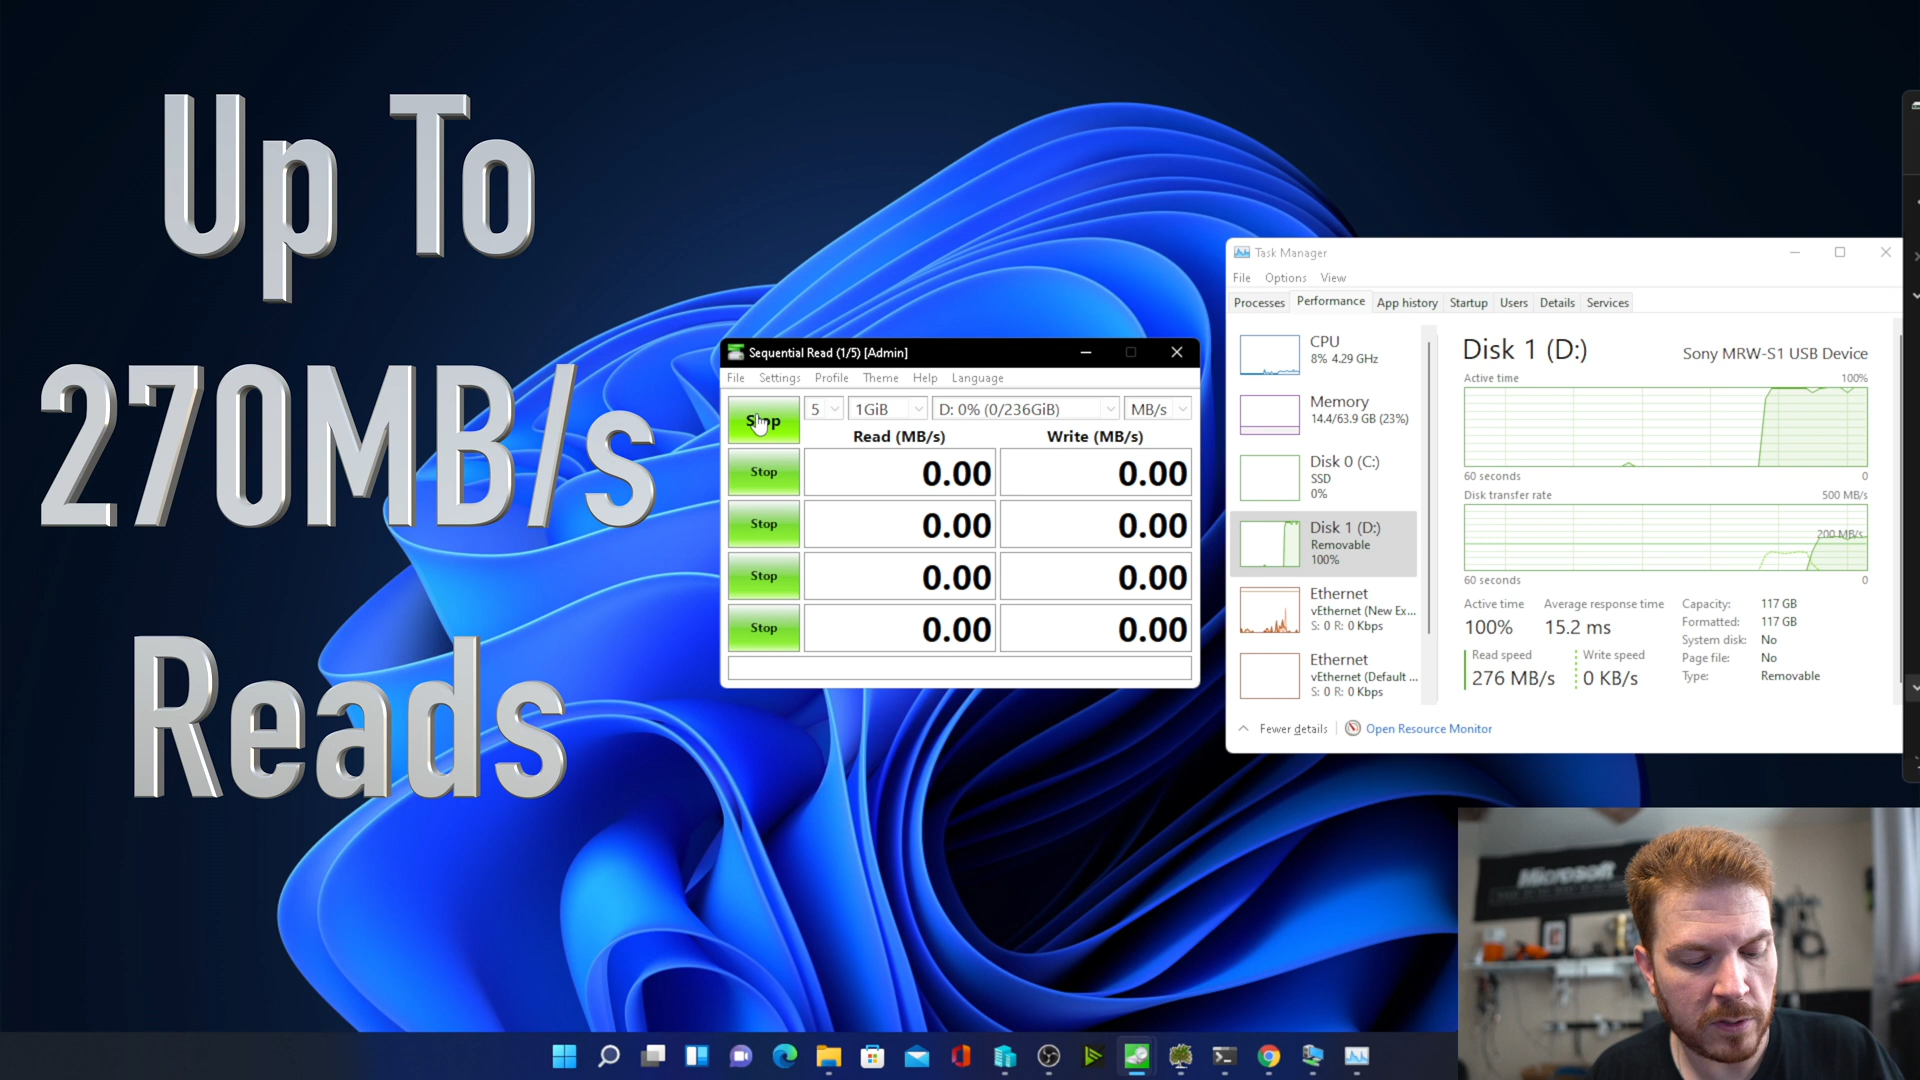 Up To
270MB/s
Reads
Sequential Read (1/5) [Admin]
File Settings Profile Theme Help Language
Stop 5 1GiB D: 0% (0/236GiB) MB/s
Read (MB/s) Write (MB/s)
Stop 0.00 0.00
Stop 0.00 0.00
Stop 0.00 0.00
Stop 0.00 0.00
Task Manager
File Options View
Processes Performance App history Startup Users Details Services
CPU
8% 4.29 GHz
Memory
14.4/63.9 GB (23%)
Disk 0 (C:)
SSD
0%
Disk 1 (D:)
Removable
100%
Ethernet
vEthernet (New Ex...
S: 0 R: 0 Kbps
Ethernet
vEthernet (Default ...
S: 0 R: 0 Kbps
Disk 1 (D:) Sony MRW-S1 USB Device
Active time 100%
60 seconds 0
Disk transfer rate 500 MB/s
200 MB/s
60 seconds 0
Active time Average response time
100% 15.2 ms
Read speed Write speed
276 MB/s 0 KB/s
Capacity: 117 GB
Formatted: 117 GB
System disk: No
Page file: No
Type: Removable
Fewer details Open Resource Monitor
Microsoft